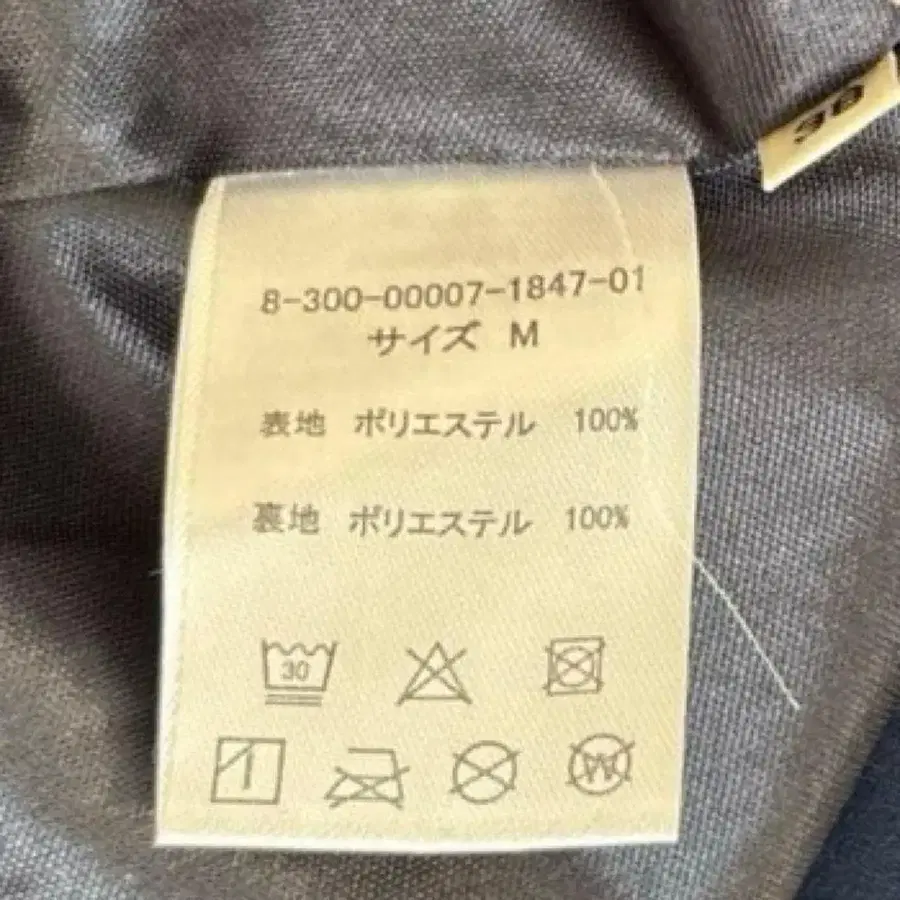 38
8-300-00007-1847-01
サイズ M
表地 ポリエステル 100%
裏地 ポリエステル 100%
30
W